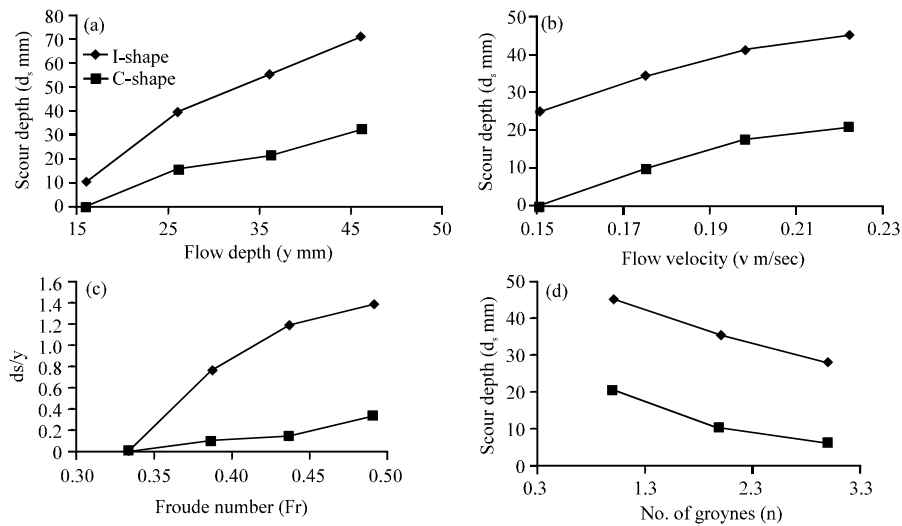 (a)
80
70
60
50
40
30
20
10
0
Scour depth (ds mm)
I-shape
C-shape
15 25 35 45 50
Flow depth (y mm)
(b)
50
40
30
20
10
0
Scour depth (ds mm)
0.15 0.17 0.19 0.21 0.23
Flow velocity (v m/sec)
(c)
1.6
1.4
1.2
1.6
0.8
0.6
0.4
0.2
0
ds/y
0.30 0.35 0.40 0.45 0.50
Froude number (Fr)
(d)
50
40
30
20
10
0
Scour depth (ds mm)
0.3 1.3 2.3 3.3
No. of groynes (n)